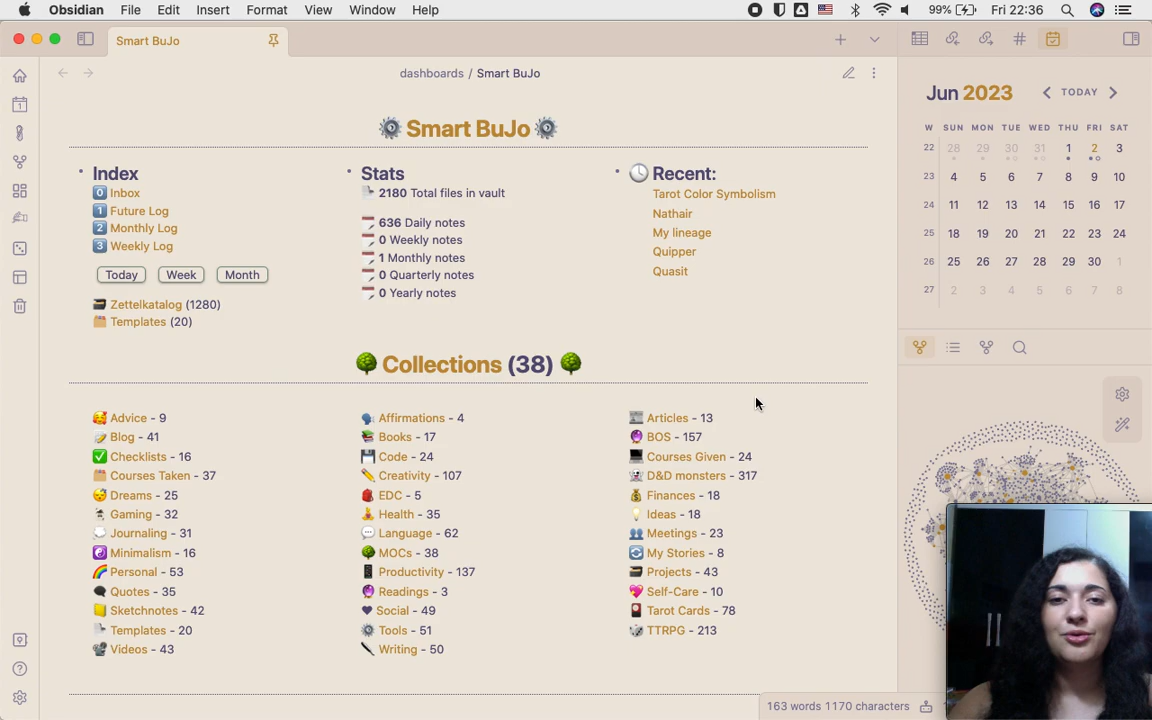 Obsidian File Edit Insert Format View Window Help 99% Fri 22:36
Smart BuJo
dashboards / Smart BuJo
Smart BuJo
Index
0 Inbox
1 Future Log
2 Monthly Log
3 Weekly Log
Today Week Month
Zettelkatalog (1280)
Templates (20)
Stats
2180 Total files in vault
636 Daily notes
0 Weekly notes
1 Monthly notes
0 Quarterly notes
0 Yearly notes
Recent:
Tarot Color Symbolism
Nathair
My lineage
Quipper
Quasit
Collections (38)
Advice - 9
Blog - 41
Checklists - 16
Courses Taken - 37
Dreams - 25
Gaming - 32
Journaling - 31
Minimalism - 16
Personal - 53
Quotes - 35
Sketchnotes - 42
Templates - 20
Videos - 43
Affirmations - 4
Books - 17
Code - 24
Creativity - 107
EDC - 5
Health - 35
Language - 62
MOCs - 38
Productivity - 137
Readings - 3
Social - 49
Tools - 51
Writing - 50
Articles - 13
BOS - 157
Courses Given - 24
D&D monsters - 317
Finances - 18
Ideas - 18
Meetings - 23
My Stories - 8
Projects - 43
Self-Care - 10
Tarot Cards - 78
TTRPG - 213
Jun 2023 TODAY
W SUN MON TUE WED THU FRI SAT
22 28 29 30 31 1 2 3
23 4 5 6 7 8 9 10
24 11 12 13 14 15 16 17
25 18 19 20 21 22 23 24
26 25 26 27 28 29 30 1
27 2 3 4 5 6 7 8
163 words 1170 characters